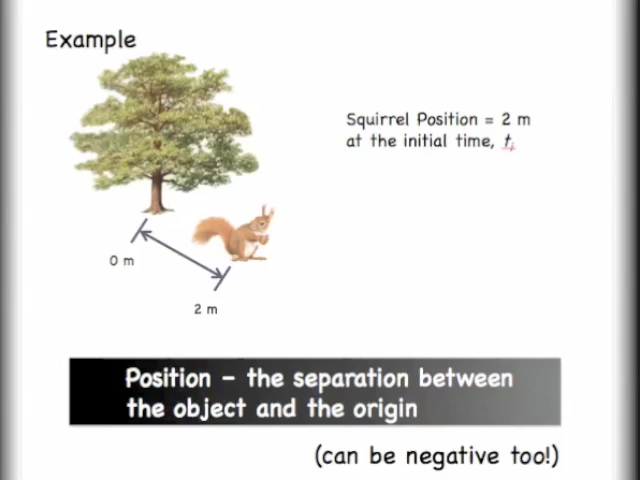 Example
Squirrel Position = 2 m
at the initial time, tᵢ
0 m
2 m
Position – the separation between
the object and the origin
(can be negative too!)